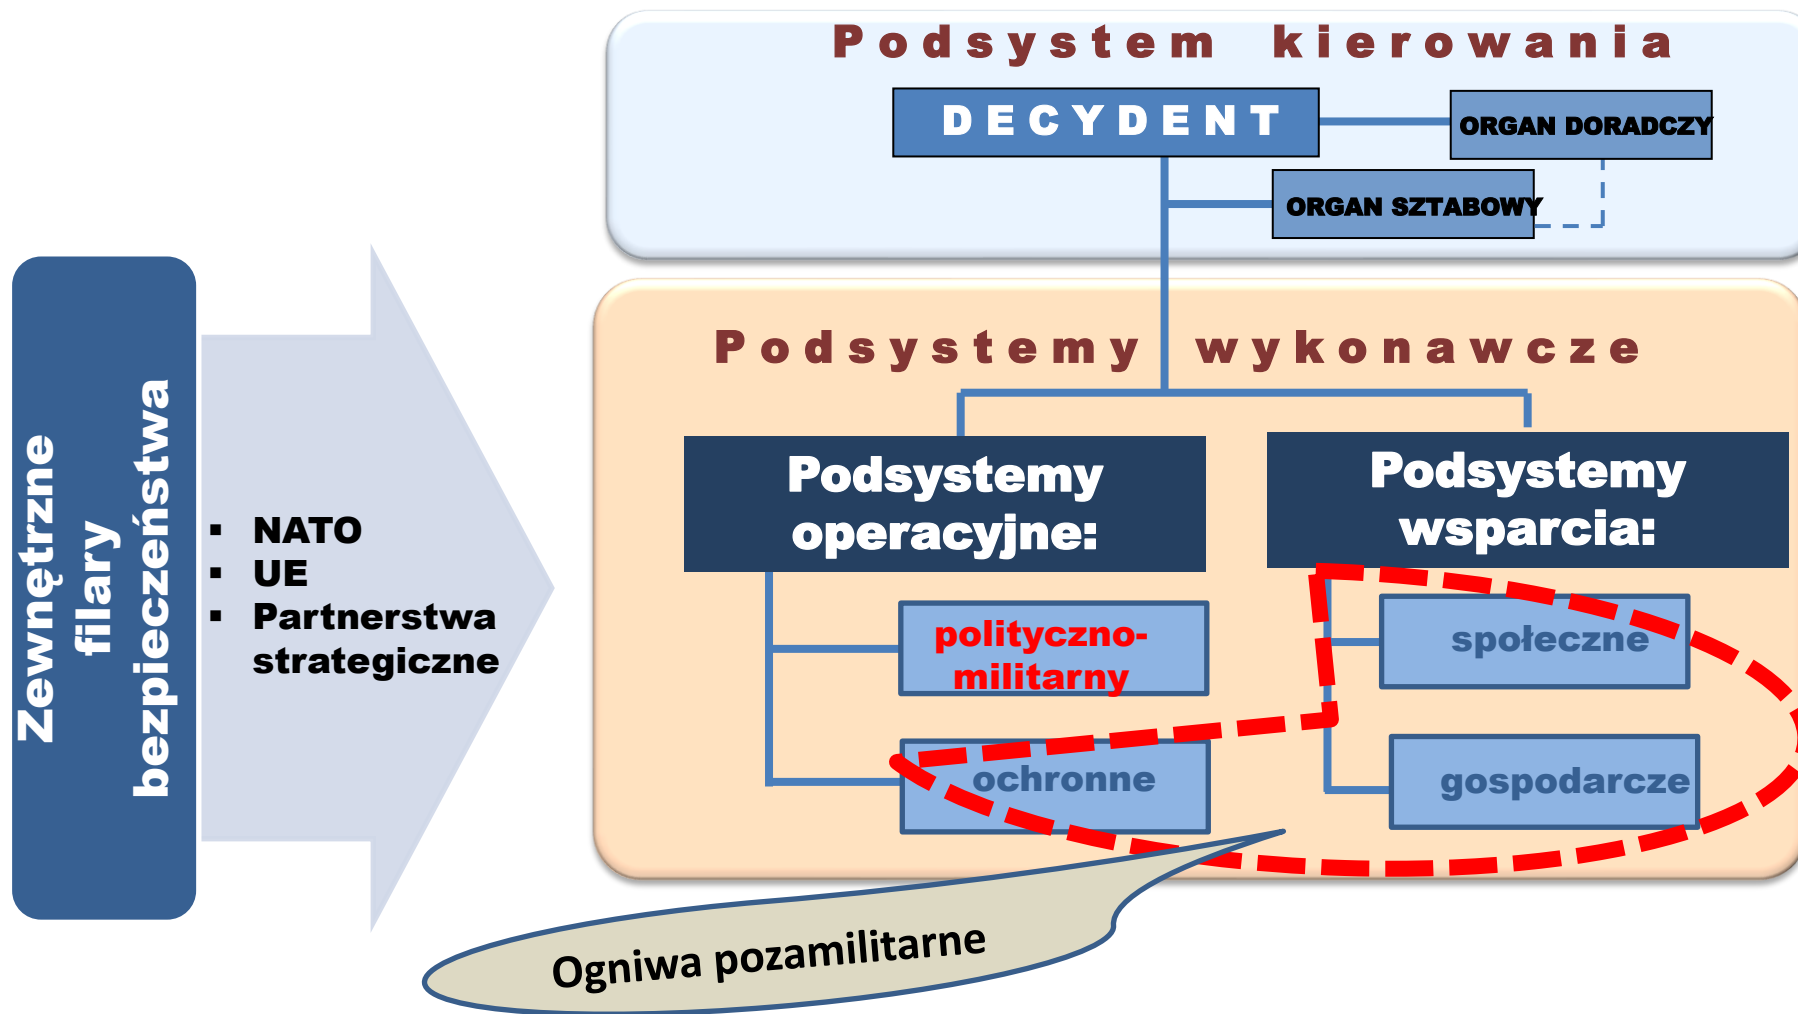 Podsystem kierowania
DECYDENT
ORGAN DORADCZY
ORGAN SZTABOWY
Zewnętrzne
filary
bezpieczeństwa
▪ NATO
▪ UE
▪ Partnerstwa
strategiczne
Podsystemy wykonawcze
Podsystemy
operacyjne:
polityczno-
militarny
ochronne
Podsystemy
wsparcia:
społeczne
gospodarcze
Ogniwa pozamilitarne